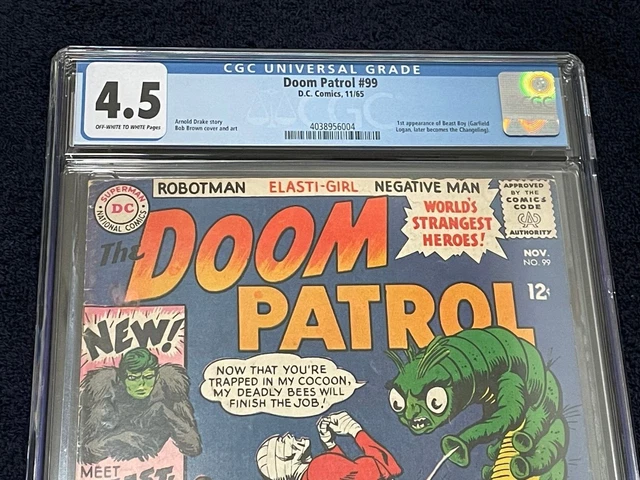 CGC UNIVERSAL GRADE
4.5
OFF-WHITE TO WHITE Pages
Doom Patrol #99
D.C. Comics, 11/65
Arnold Drake story
Bob Brown cover and art
4038956004
1st appearance of Beast Boy (Garfield
Logan, later becomes the Changeling).
CGC
SUPERMAN
DC
NATIONAL COMICS
ROBOTMAN ELASTI-GIRL NEGATIVE MAN
WORLD'S
STRANGEST
HEROES!
APPROVED
BY THE
COMICS
CODE
CA
AUTHORITY
The DOOM
PATROL
NOV.
NO. 99
12¢
NEW!
NOW THAT YOU'RE
TRAPPED IN MY COCOON,
MY DEADLY BEES WILL
FINISH THE JOB!
MEET